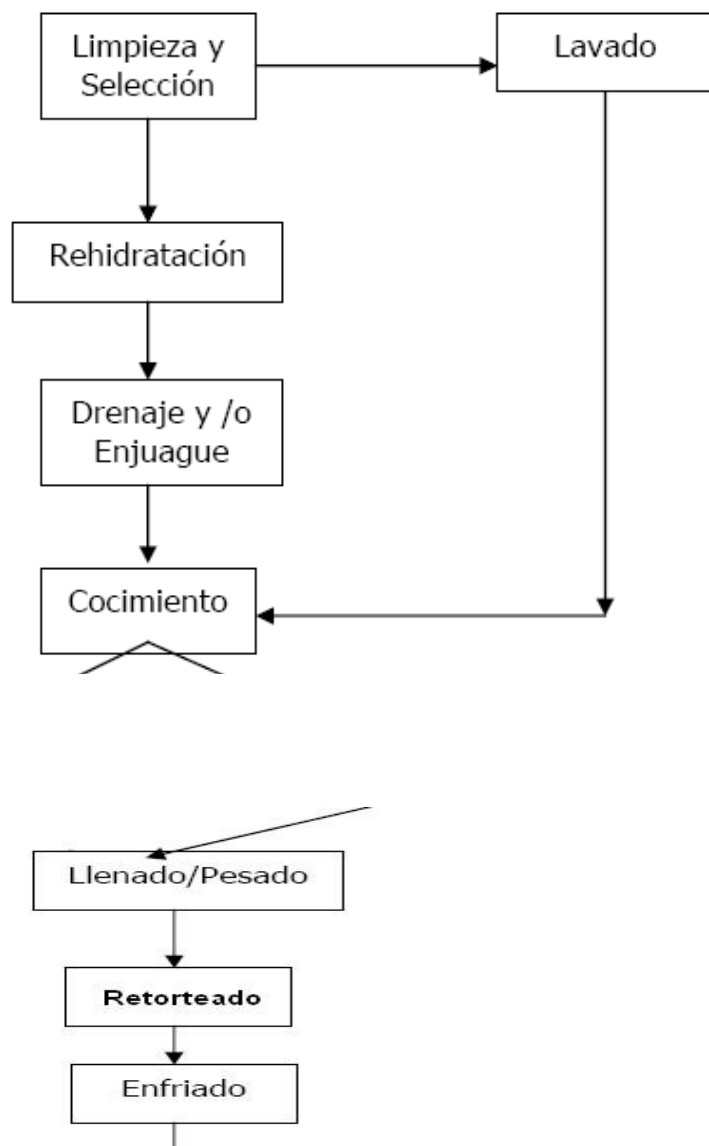 Limpieza y
Selección
Lavado
Rehidratación
Drenaje y /o
Enjuague
Cocimiento
Llenado/Pesado
Retorteado
Enfriado